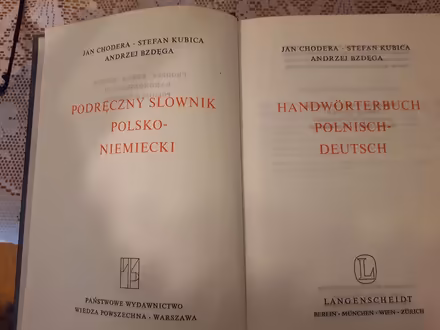 JAN CHODERA · STEFAN KUBICA
ANDRZEJ BZDĘGA
PODRĘCZNY SŁOWNIK
POLSKO-
NIEMIECKI
PAŃSTWOWE WYDAWNICTWO
WIEDZA POWSZECHNA · WARSZAWA
JAN CHODERA · STEFAN KUBICA
ANDRZEJ BZDĘGA
HANDWÖRTERBUCH
POLNISCH-
DEUTSCH
L
LANGENSCHEIDT
BERLIN · MÜNCHEN · WIEN · ZÜRICH